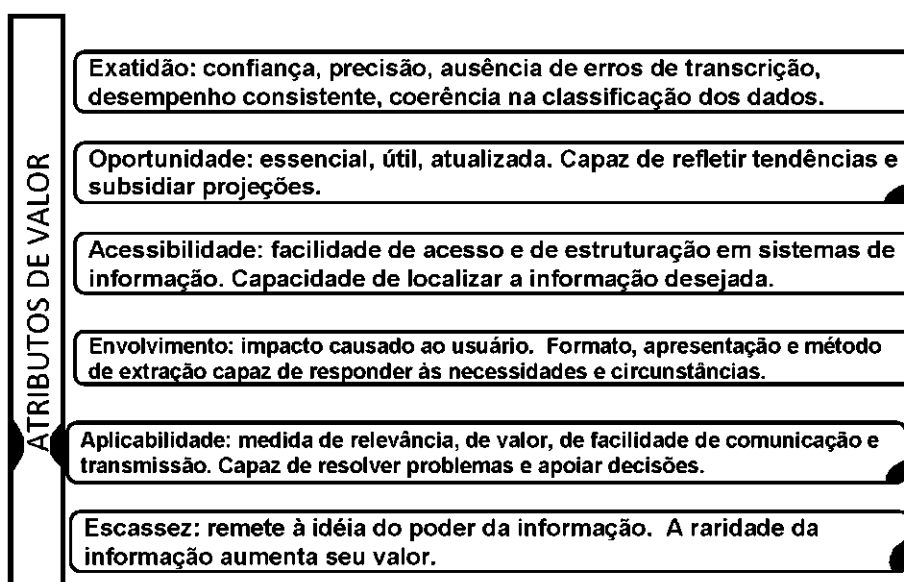 ATRIBUTOS DE VALOR
Exatidão: confiança, precisão, ausência de erros de transcrição,
desempenho consistente, coerência na classificação dos dados.
Oportunidade: essencial, útil, atualizada. Capaz de refletir tendências e
subsidiar projeções.
Acessibilidade: facilidade de acesso e de estruturação em sistemas de
informação. Capacidade de localizar a informação desejada.
Envolvimento: impacto causado ao usuário. Formato, apresentação e método
de extração capaz de responder às necessidades e circunstâncias.
Aplicabilidade: medida de relevância, de valor, de facilidade de comunicação e
transmissão. Capaz de resolver problemas e apoiar decisões.
Escassez: remete à idéia do poder da informação. A raridade da
informação aumenta seu valor.